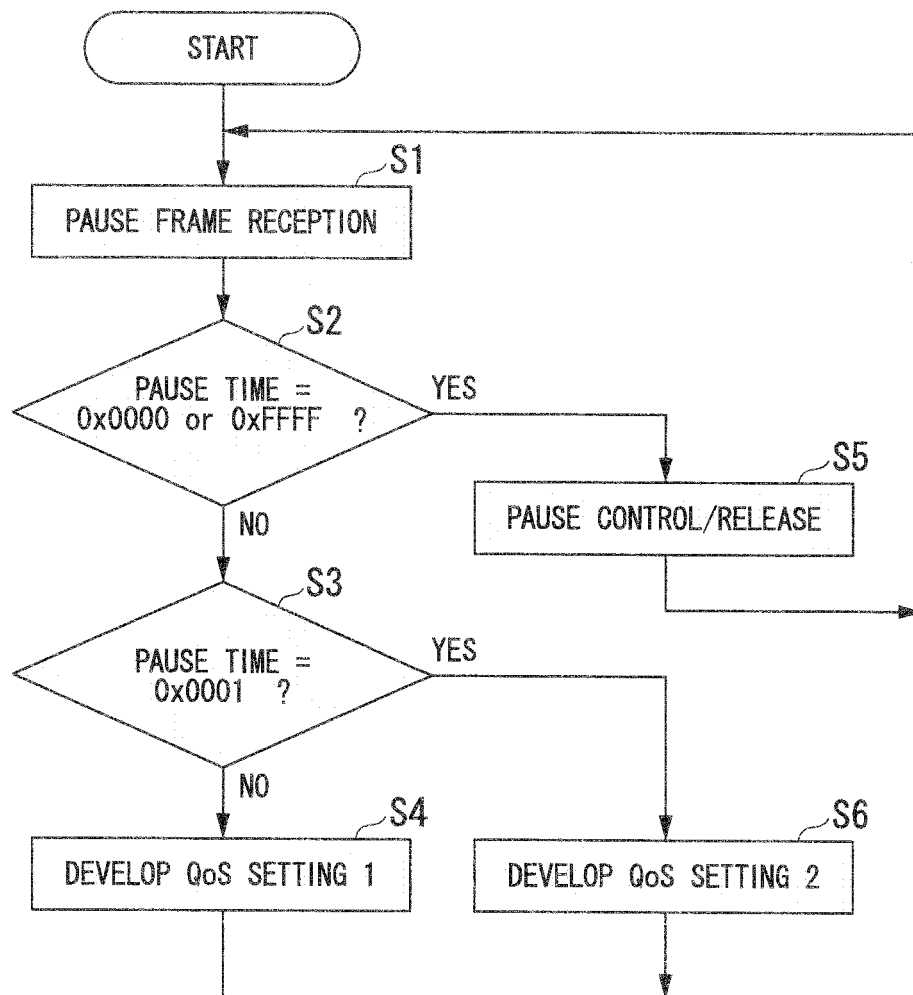 START
S1
PAUSE FRAME RECEPTION
S2
PAUSE TIME =
0x0000 or 0xFFFF ?
YES
S5
PAUSE CONTROL/RELEASE
NO
S3
PAUSE TIME =
0x0001 ?
YES
NO
S4
DEVELOP QoS SETTING 1
S6
DEVELOP QoS SETTING 2